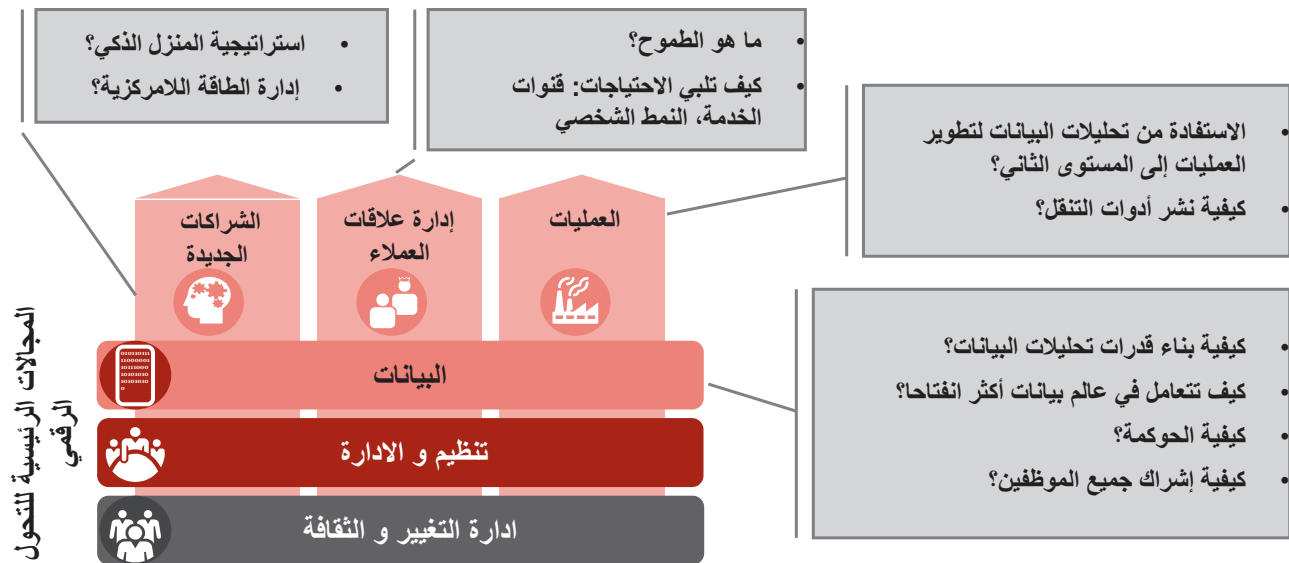 • ما هو الطموح؟
• كيف تلبي الاحتياجات: قنوات
الخدمة، النمط الشخصي
• استراتيجية المنزل الذكي؟
• إدارة الطاقة اللامركزية؟
• الاستفادة من تحليلات البيانات لتطوير
العمليات إلى المستوى الثاني؟
• كيفية نشر أدوات التنقل؟
العمليات
إدارة علاقات
العملاء
الشراكات
الجديدة
• كيفية بناء قدرات تحليلات البيانات؟
• كيف تتعامل في عالم بيانات أكثر انفتاحا؟
• كيفية الحوكمة؟
• كيفية إشراك جميع الموظفين؟
البيانات
تنظيم و الادارة
ادارة التغيير و الثقافة
المجالات الرئيسية للتحول
الرقمي